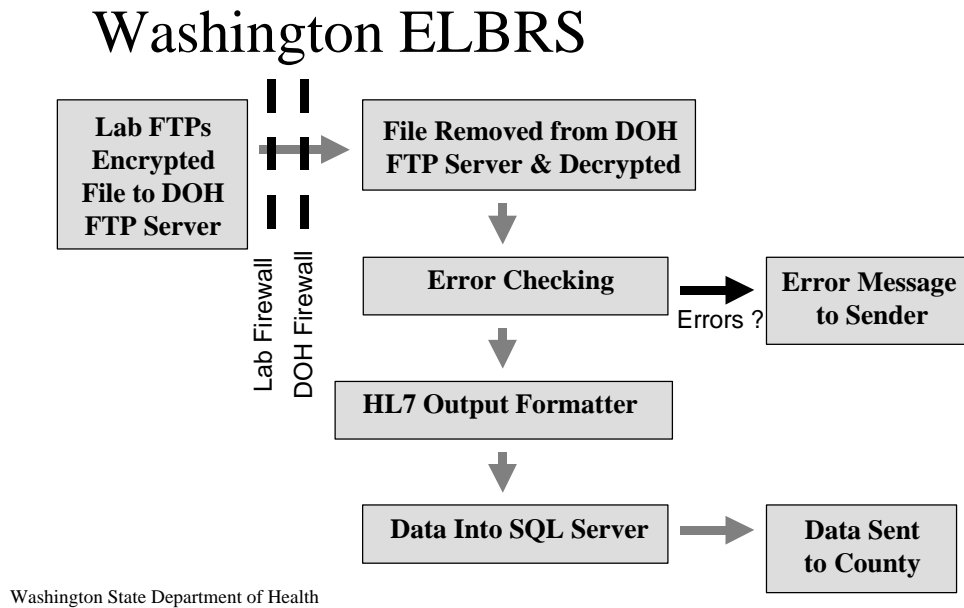 Washington ELBRS
Lab FTPs
Encrypted
File to DOH
FTP Server
Lab Firewall
DOH Firewall
File Removed from DOH
FTP Server & Decrypted
Error Checking
Errors ?
Error Message
to Sender
HL7 Output Formatter
Data Into SQL Server
Data Sent
to County
Washington State Department of Health